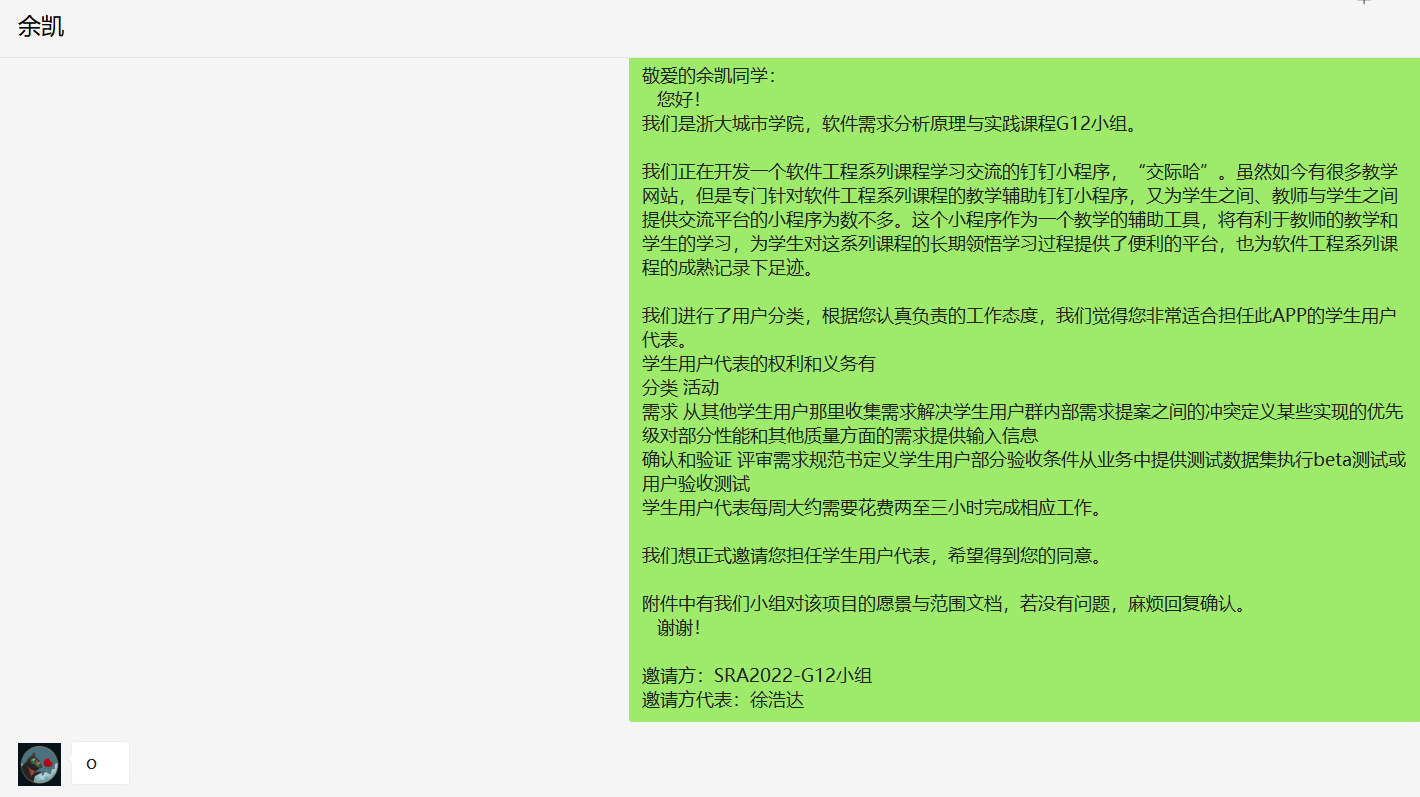 余凯
敬爱的余凯同学：
您好！
我们是浙大城市学院，软件需求分析原理与实践课程G12小组。
我们正在开发一个软件工程系列课程学习交流的钉钉小程序，“交际哈”。虽然如今有很多教学
网站，但是专门针对软件工程系列课程的教学辅助钉钉小程序，又为学生之间、教师与学生之间
提供交流平台的小程序为数不多。这个小程序作为一个教学的辅助工具，将有利于教师的教学和
学生的学习，为学生对这系列课程的长期领悟学习过程提供了便利的平台，也为软件工程系列课
程的成熟记录下足迹。
我们进行了用户分类，根据您认真负责的工作态度，我们觉得您非常适合担任此APP的学生用户
代表。
学生用户代表的权利和义务有
分类 活动
需求 从其他学生用户那里收集需求解决学生用户群内部需求提案之间的冲突定义某些实现的优先
级对部分性能和其他质量方面的需求提供输入信息
确认和验证 评审需求规范书定义学生用户部分验收条件从业务中提供测试数据集执行beta测试或
用户验收测试
学生用户代表每周大约需要花费两至三小时完成相应工作。
我们想正式邀请您担任学生用户代表，希望得到您的同意。
附件中有我们小组对该项目的愿景与范围文档，若没有问题，麻烦回复确认。
谢谢！
邀请方：SRA2022-G12小组
邀请方代表：徐浩达
o